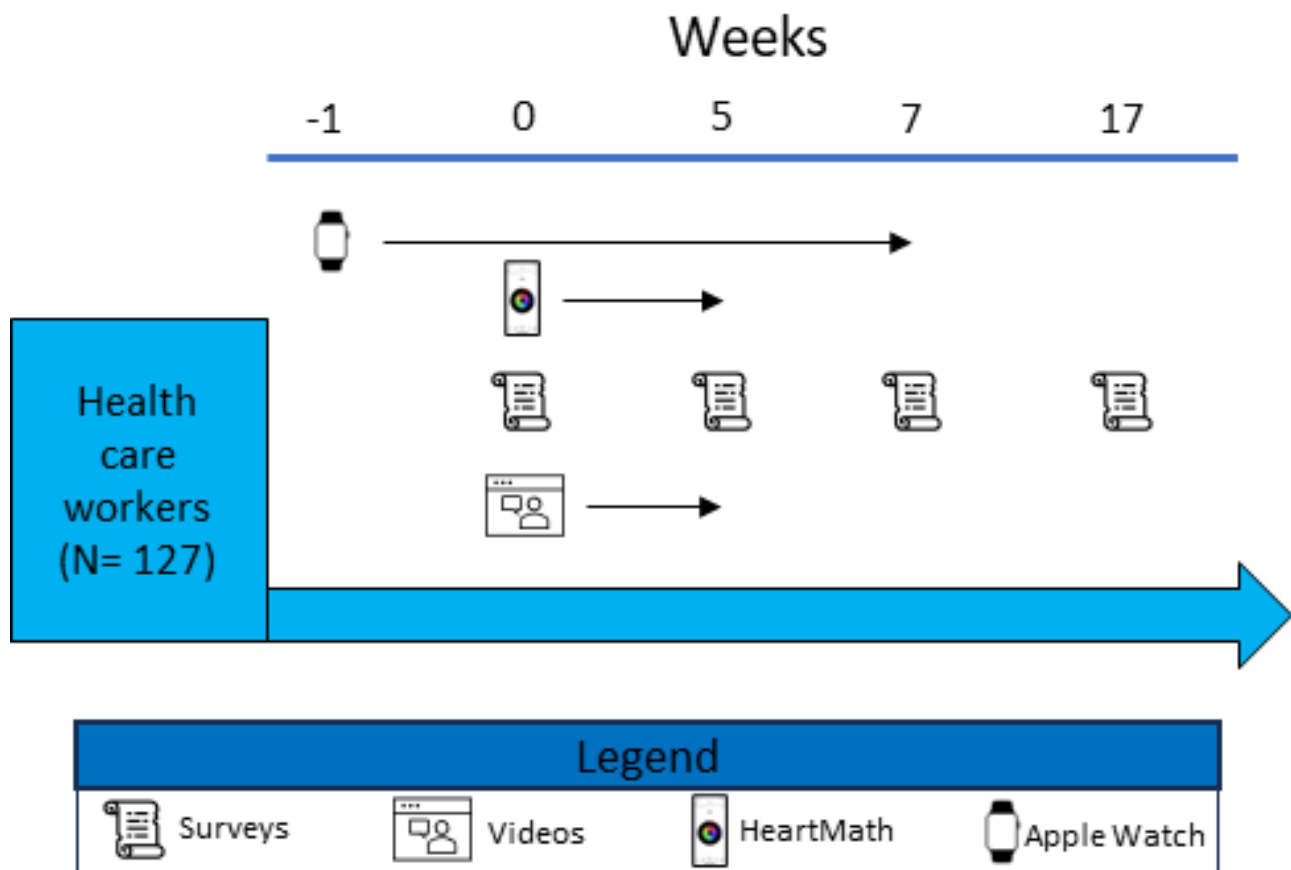 Weeks
-1 0 5 7 17
Health
care
workers
(N= 127)
Legend
Surveys Videos HeartMath Apple Watch